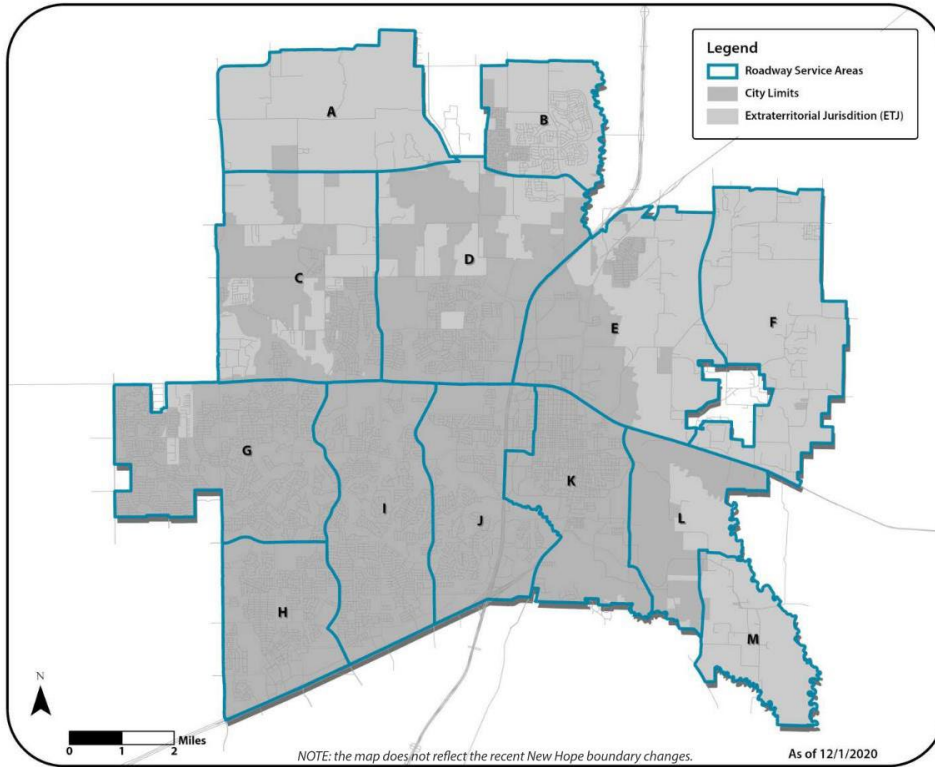 Legend
Roadway Service Areas
City Limits
Extraterritorial Jurisdition (ETJ)
A
B
C
D
E
F
G
H
I
J
K
L
M
N
0 1 2 Miles
NOTE: the map does not reflect the recent New Hope boundary changes.
As of 12/1/2020